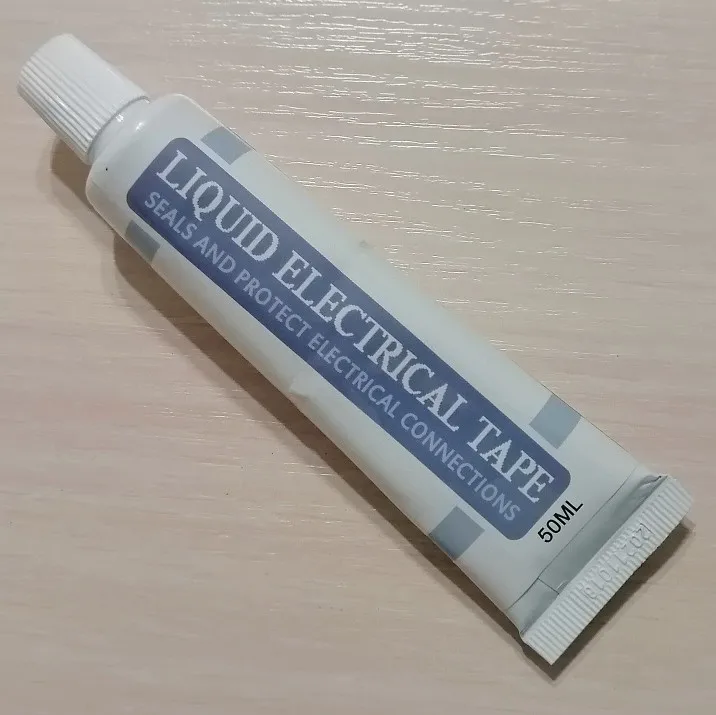 LIQUID ELECTRICAL TAPE
SEALS AND PROTECT ELECTRICAL CONNECTIONS
50ML